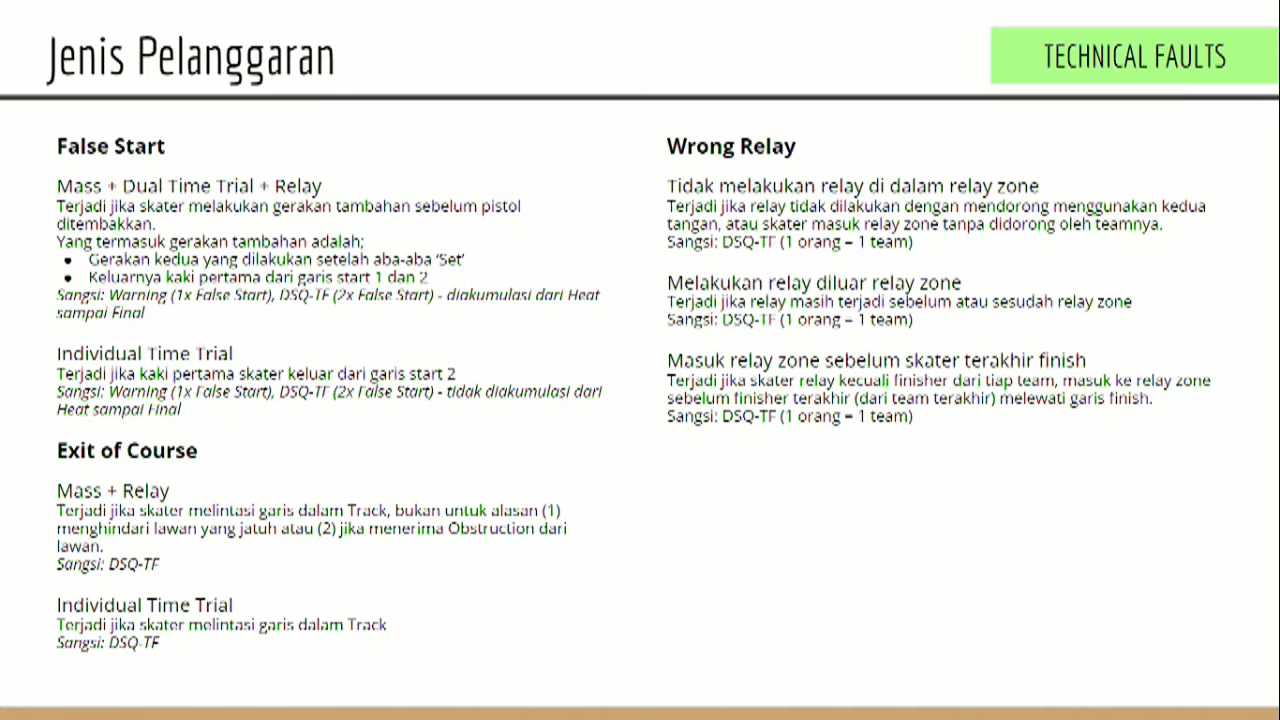 Jenis Pelanggaran
TECHNICAL FAULTS
False Start
Mass + Dual Time Trial + Relay
Terjadi jika skater melakukan gerakan tambahan sebelum pistol
ditembakkan.
Yang termasuk gerakan tambahan adalah;
● Gerakan kedua yang dilakukan setelah aba-aba 'Set'
● Keluarnya kaki pertama dari garis start 1 dan 2
Sangsi: Warning (1x False Start), DSQ-TF (2x False Start) - diakumulasi dari Heat
sampai Final
Individual Time Trial
Terjadi jika kaki pertama skater keluar dari garis start 2
Sangsi: Warning (1x False Start), DSQ-TF (2x False Start) - tidak diakumulasi dari
Heat sampai Final
Exit of Course
Mass + Relay
Terjadi jika skater melintasi garis dalam Track, bukan untuk alasan (1)
menghindari lawan yang jatuh atau (2) jika menerima Obstruction dari
lawan.
Sangsi: DSQ-TF
Individual Time Trial
Terjadi jika skater melintasi garis dalam Track
Sangsi: DSQ-TF
Wrong Relay
Tidak melakukan relay di dalam relay zone
Terjadi jika relay tidak dilakukan dengan mendorong menggunakan kedua
tangan, atau skater masuk relay zone tanpa didorong oleh teamnya.
Sangsi: DSQ-TF (1 orang = 1 team)
Melakukan relay diluar relay zone
Terjadi jika relay masih terjadi sebelum atau sesudah relay zone
Sangsi: DSQ-TF (1 orang = 1 team)
Masuk relay zone sebelum skater terakhir finish
Terjadi jika skater relay kecuali finisher dari tiap team, masuk ke relay zone
sebelum finisher terakhir (dari team terakhir) melewati garis finish.
Sangsi: DSQ-TF (1 orang = 1 team)